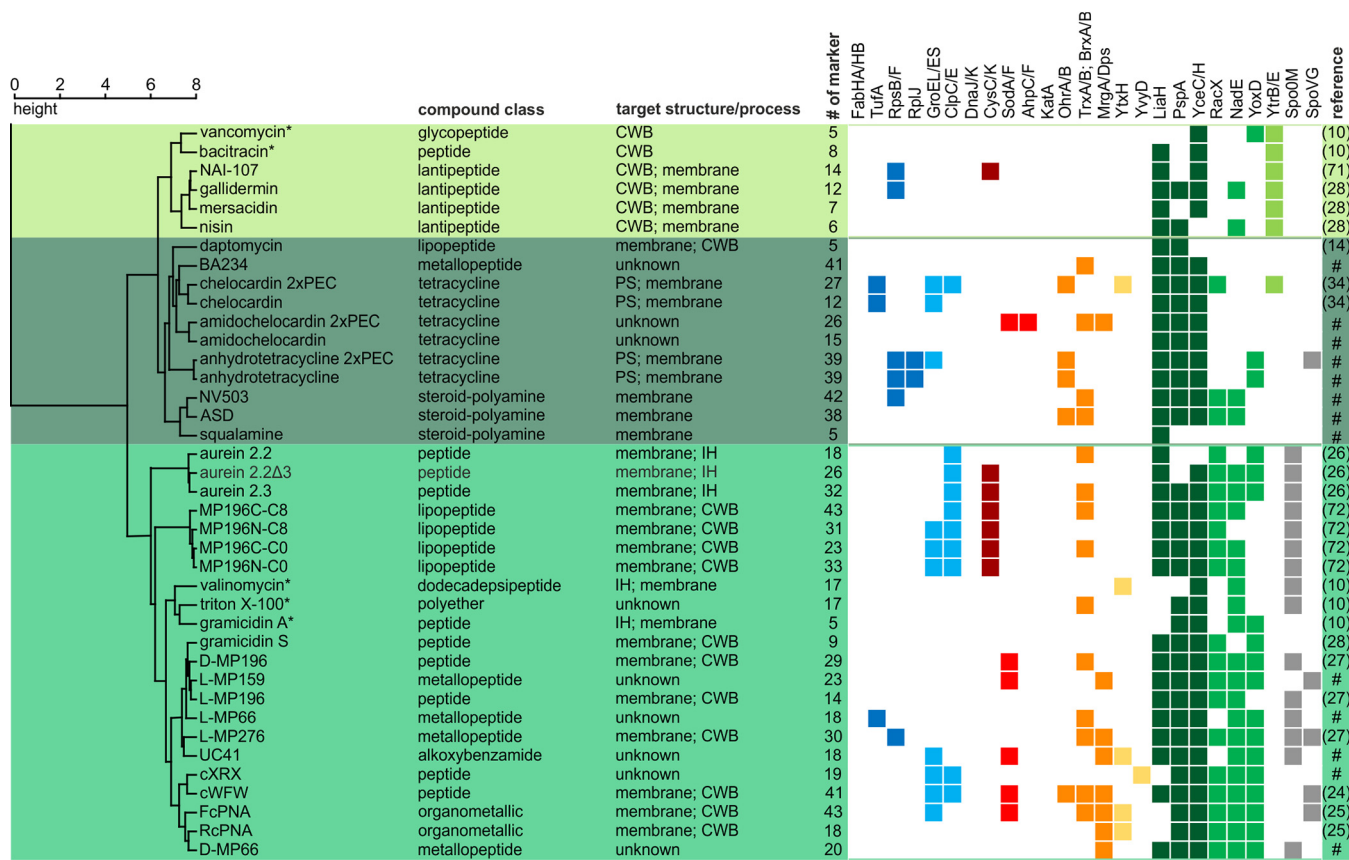 FabHA/HB
TufA
RpsB/F
RplJ
GroEL/ES
ClpC/E
DnaJ/K
CysC/K
SodA/F
AhpC/F
KatA
OhrA/B
TrxA/B; BrxA/B
MrgA/Dps
YtxH
YvyD
LiaH
PspA
YceC/H
RacX
NadE
YoxD
YtrB/E
Spo0M
SpoVG
0 2 4 6 8
height compound class target structure/process # of marker reference
vancomycin* glycopeptide CWB 5 (10)
bacitracin* peptide CWB 8 (10)
NAI-107 lantipeptide CWB; membrane 14 (71)
gallidermin lantipeptide CWB; membrane 12 (28)
mersacidin lantipeptide CWB; membrane 7 (28)
nisin lantipeptide CWB; membrane 6 (28)
daptomycin lipopeptide membrane; CWB 5 (14)
BA234 metallopeptide unknown 41 #
chelocardin 2xPEC tetracycline PS; membrane 27 (34)
chelocardin tetracycline PS; membrane 12 (34)
amidochelocardin 2xPEC tetracycline unknown 26 #
amidochelocardin tetracycline unknown 15 #
anhydrotetracycline 2xPEC tetracycline PS; membrane 39 #
anhydrotetracycline tetracycline PS; membrane 39 #
NV503 steroid-polyamine membrane 42 #
ASD steroid-polyamine membrane 38 #
squalamine steroid-polyamine membrane 5 #
aurein 2.2 peptide membrane; IH 18 (26)
aurein 2.2Δ3 peptide membrane; IH 26 (26)
aurein 2.3 peptide membrane; IH 32 (26)
MP196C-C8 lipopeptide membrane; CWB 43 (72)
MP196N-C8 lipopeptide membrane; CWB 31 (72)
MP196C-C0 lipopeptide membrane; CWB 23 (72)
MP196N-C0 lipopeptide membrane; CWB 33 (72)
valinomycin* dodecadepsipeptide IH; membrane 17 (10)
triton X-100* polyether unknown 17 (10)
gramicidin A* peptide IH; membrane 5 (10)
gramicidin S peptide membrane; CWB 9 (28)
D-MP196 peptide membrane; CWB 29 (27)
L-MP159 metallopeptide unknown 23 #
L-MP196 peptide membrane; CWB 14 (27)
L-MP66 metallopeptide unknown 18 #
L-MP276 metallopeptide membrane; CWB 30 (27)
UC41 alkoxybenzamide unknown 18 #
cXRX peptide unknown 19 #
cWFW peptide membrane; CWB 41 (24)
FcPNA organometallic membrane; CWB 43 (25)
RcPNA organometallic membrane; CWB 18 (25)
D-MP66 metallopeptide unknown 20 #